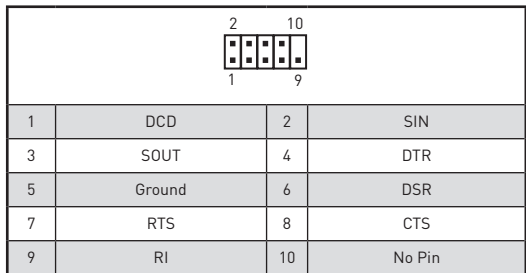 2 10
1 9
1 DCD 2 SIN
3 SOUT 4 DTR
5 Ground 6 DSR
7 RTS 8 CTS
9 RI 10 No Pin